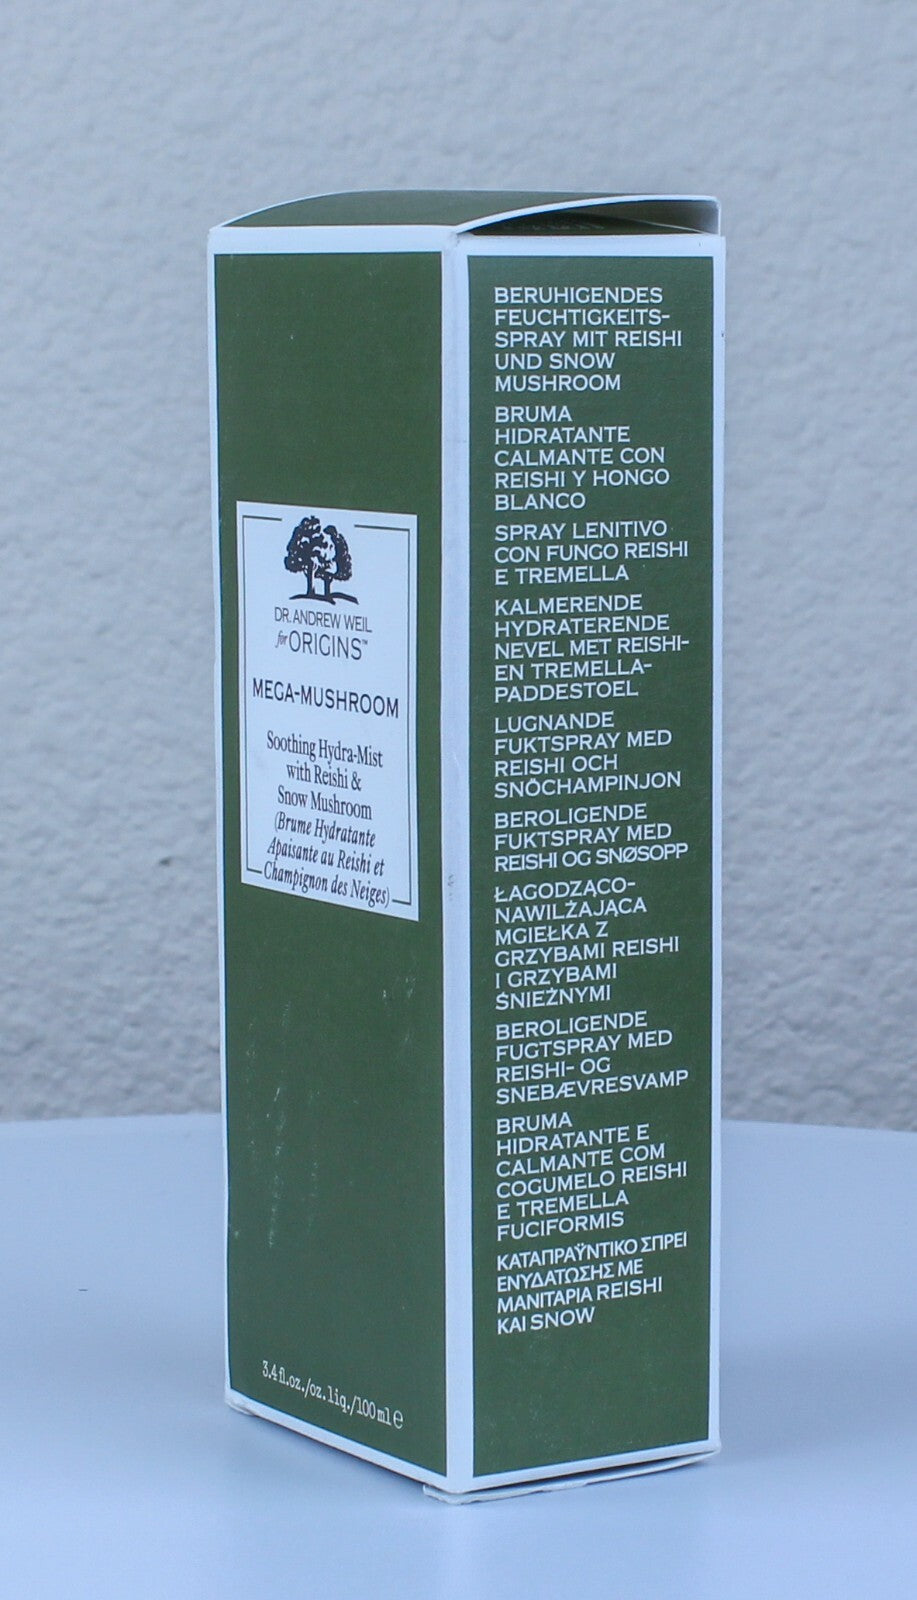 DR. ANDREW WEIL
for ORIGINS™
MEGA-MUSHROOM
Soothing Hydra-Mist
with Reishi &
Snow Mushroom
(Brume Hydratante
Apaisante au Reishi et
Champignon des Neiges)
3.4 fl.oz./oz.liq./100ml ℮
BERUHIGENDES
FEUCHTIGKEITS-
SPRAY MIT REISHI
UND SNOW
MUSHROOM
BRUMA
HIDRATANTE
CALMANTE CON
REISHI Y HONGO
BLANCO
SPRAY LENITIVO
CON FUNGO REISHI
E TREMELLA
KALMERENDE
HYDRATERENDE
NEVEL MET REISHI-
EN TREMELLA-
PADDESTOEL
LUGNANDE
FUKTSPRAY MED
REISHI OCH
SNÖCHAMPINJON
BEROLIGENDE
FUKTSPRAY MED
REISHI OG SNØSOPP
ŁAGODZĄCO-
NAWILŻAJĄCA
MGIEŁKA Z
GRZYBAMI REISHI
I GRZYBAMI
ŚNIEŻNYMI
BEROLIGENDE
FUGTSPRAY MED
REISHI- OG
SNEBÆVRESVAMP
BRUMA
HIDRATANTE E
CALMANTE COM
COGUMELO REISHI
E TREMELLA
FUCIFORMIS
ΚΑΤΑΠΡΑΫΝΤΙΚΟ ΣΠΡΕΙ
ΕΝΥΔΑΤΩΣΗΣ ΜΕ
ΜΑΝΙΤΑΡΙΑ REISHI
ΚΑΙ SNOW